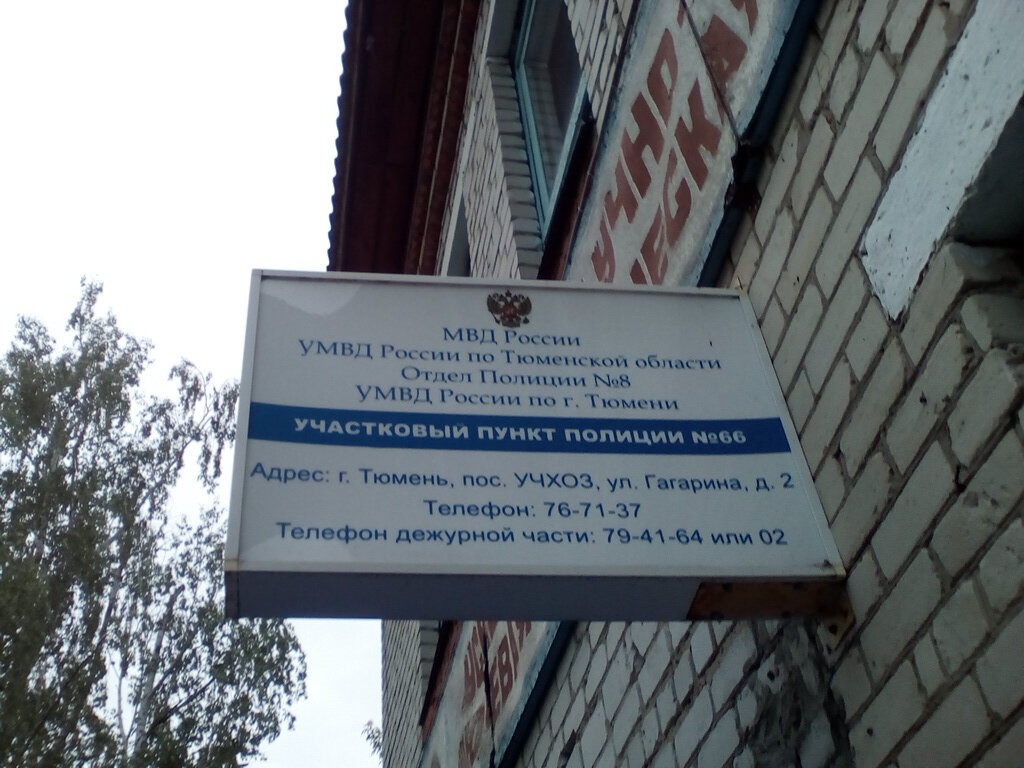 МВД России
УМВД России по Тюменской области
Отдел Полиции №8
УМВД России по г. Тюмени
УЧАСТКОВЫЙ ПУНКТ ПОЛИЦИИ №66
Адрес: г. Тюмень, пос. УЧХОЗ, ул. Гагарина, д. 2
Телефон: 76-71-37
Телефон дежурной части: 79-41-64 или 02